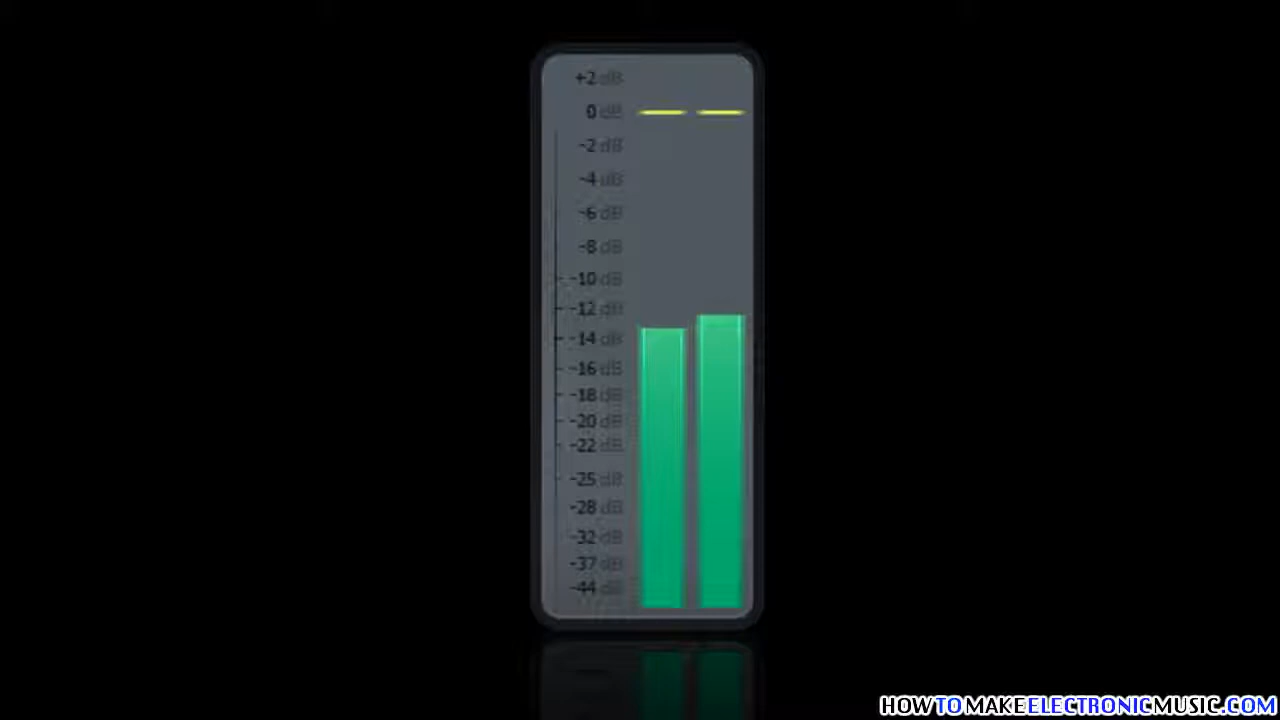 +2 dB
0 dB
-2 dB
-4 dB
-6 dB
-8 dB
-10 dB
-12 dB
-14 dB
-16 dB
-18 dB
-20 dB
-22 dB
-25 dB
-28 dB
-32 dB
-37 dB
-44 dB
HOWTOMAKEELECTRONICMUSIC.COM